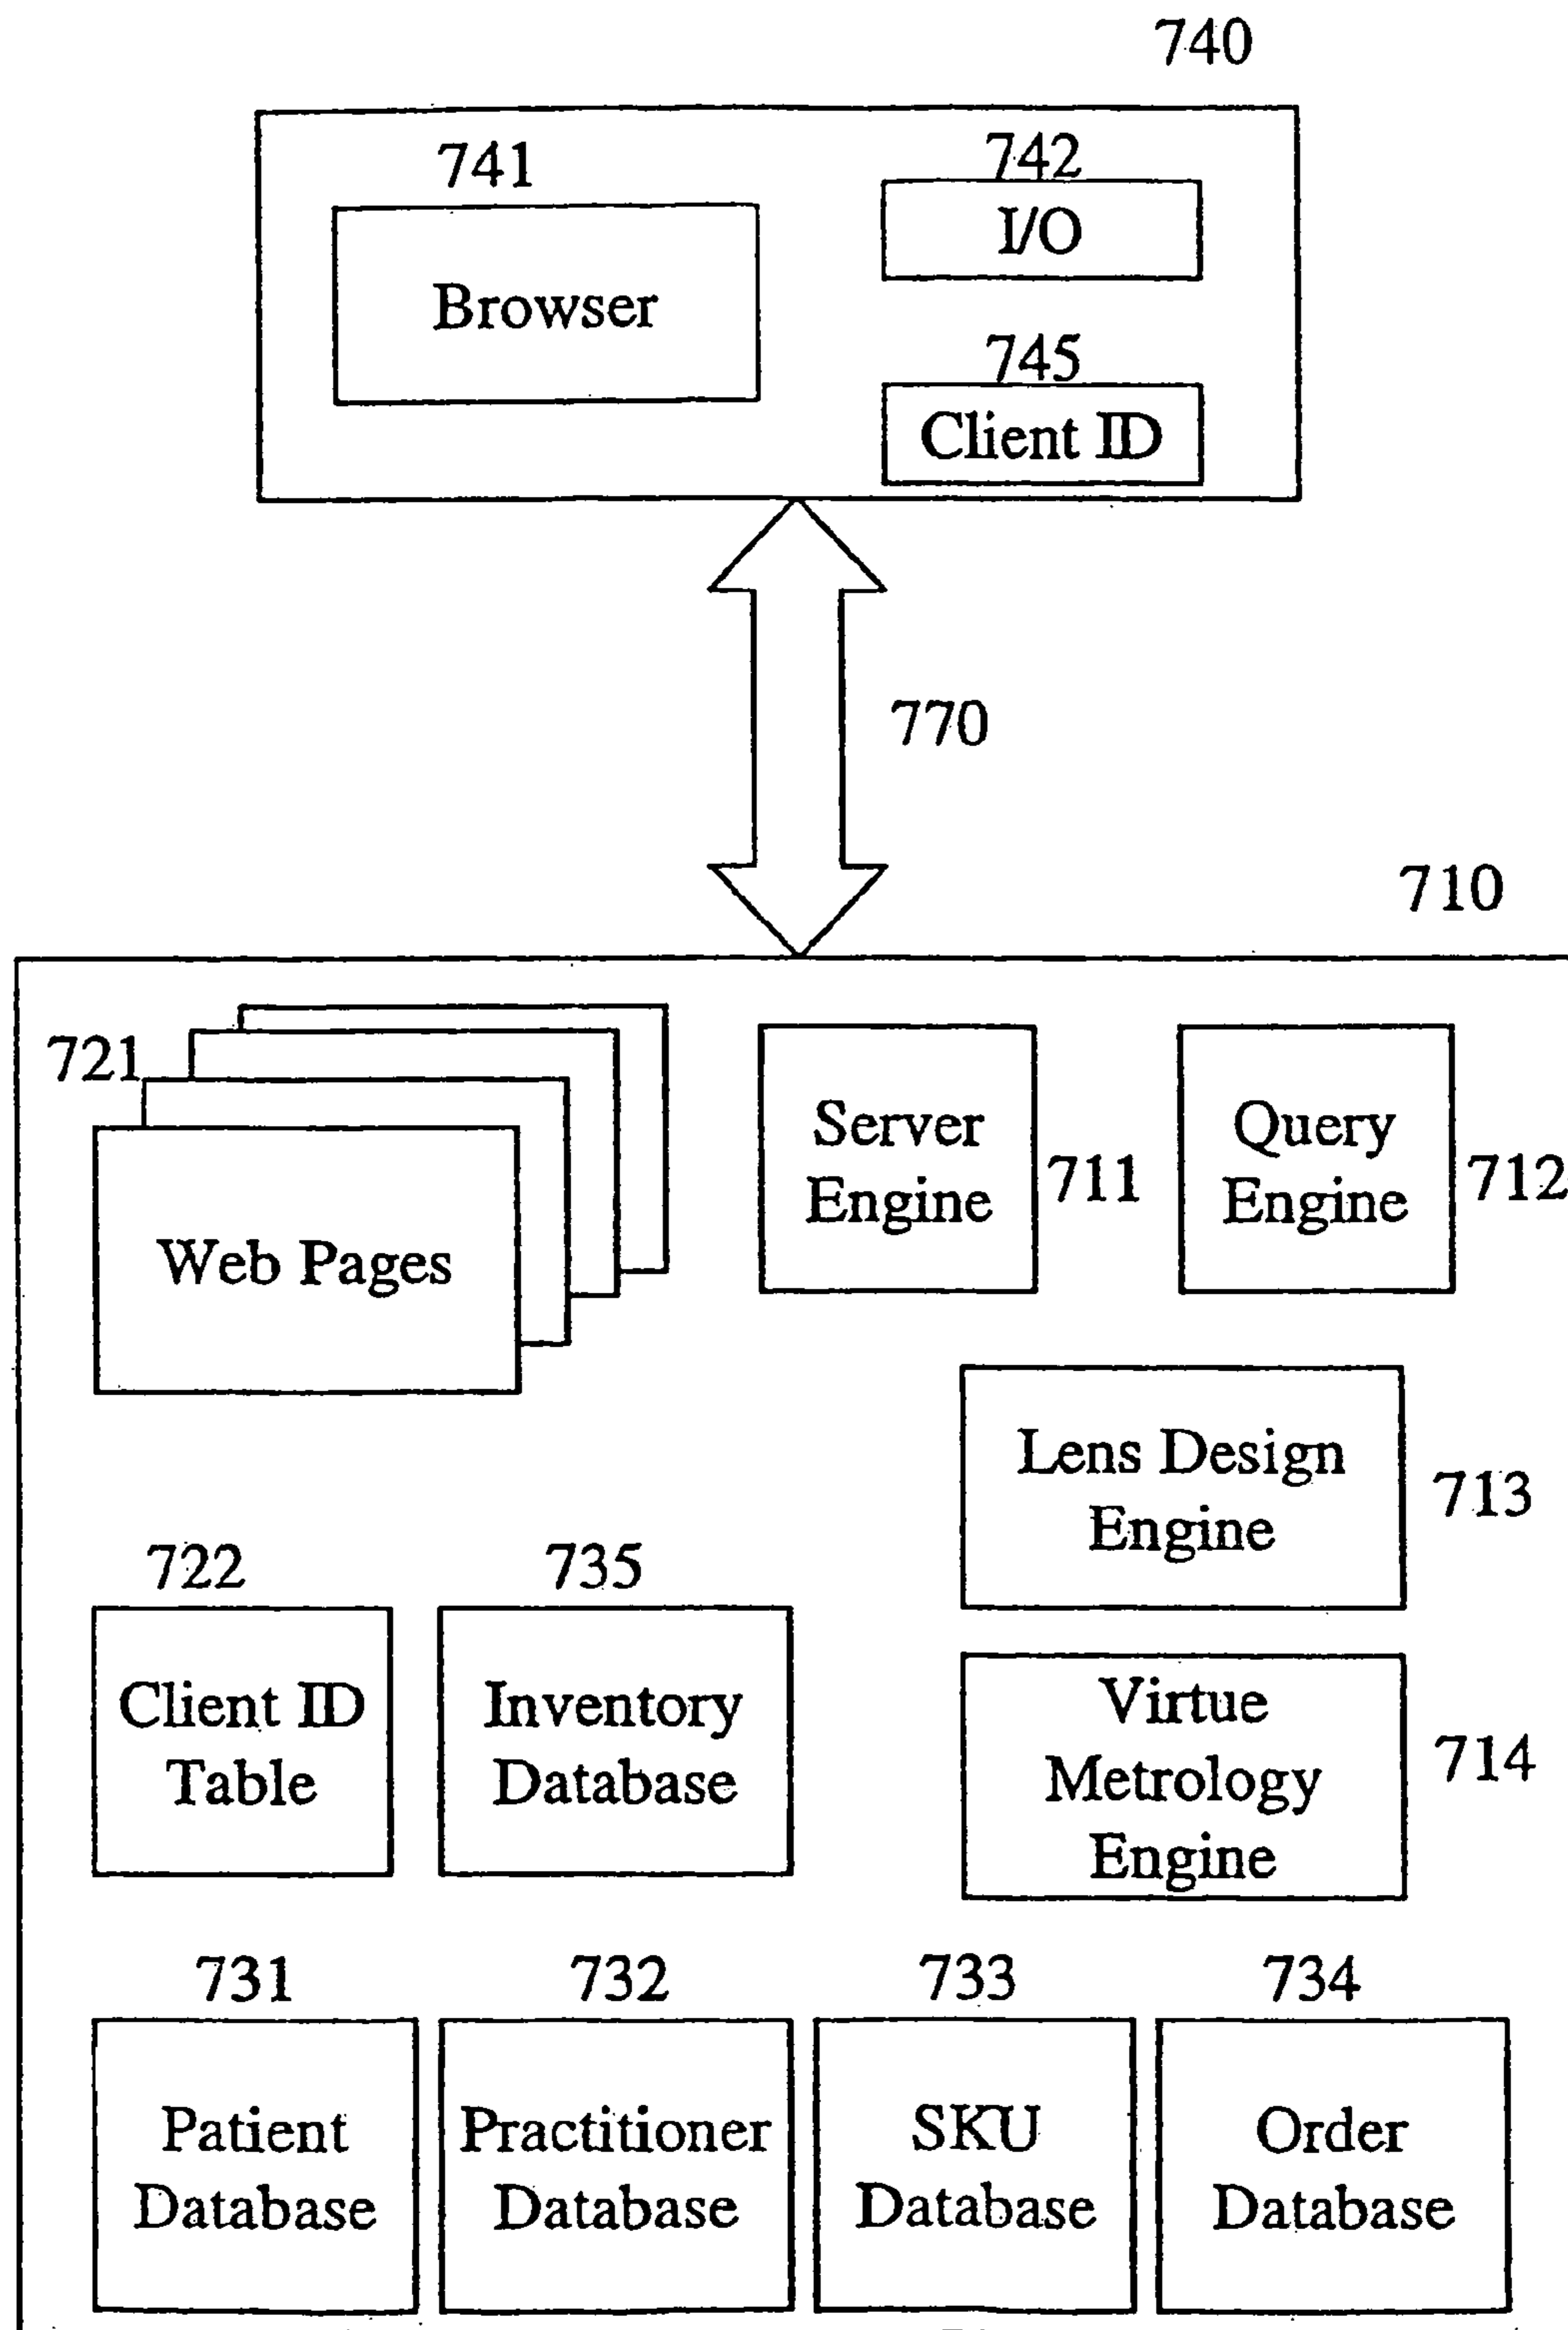 740
741
742
Browser
I/O
745
Client ID
770
710
721
Web Pages
Server
Engine
711
Query
Engine
712
Lens Design
Engine
713
722
735
Client ID
Table
Inventory
Database
Virtue
Metrology
Engine
714
731
732
733
734
Patient
Database
Practitioner
Database
SKU
Database
Order
Database